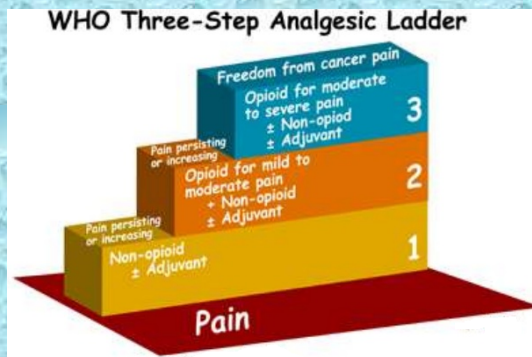 WHO Three-Step Analgesic Ladder
Freedom from cancer pain
Opioid for moderate
to severe pain
± Non-opiod
± Adjuvant
3
Pain persisting
or increasing
Opioid for mild to
moderate pain
+ Non-opioid
± Adjuvant
2
Pain persisting
or increasing
Non-opioid
± Adjuvant
1
Pain